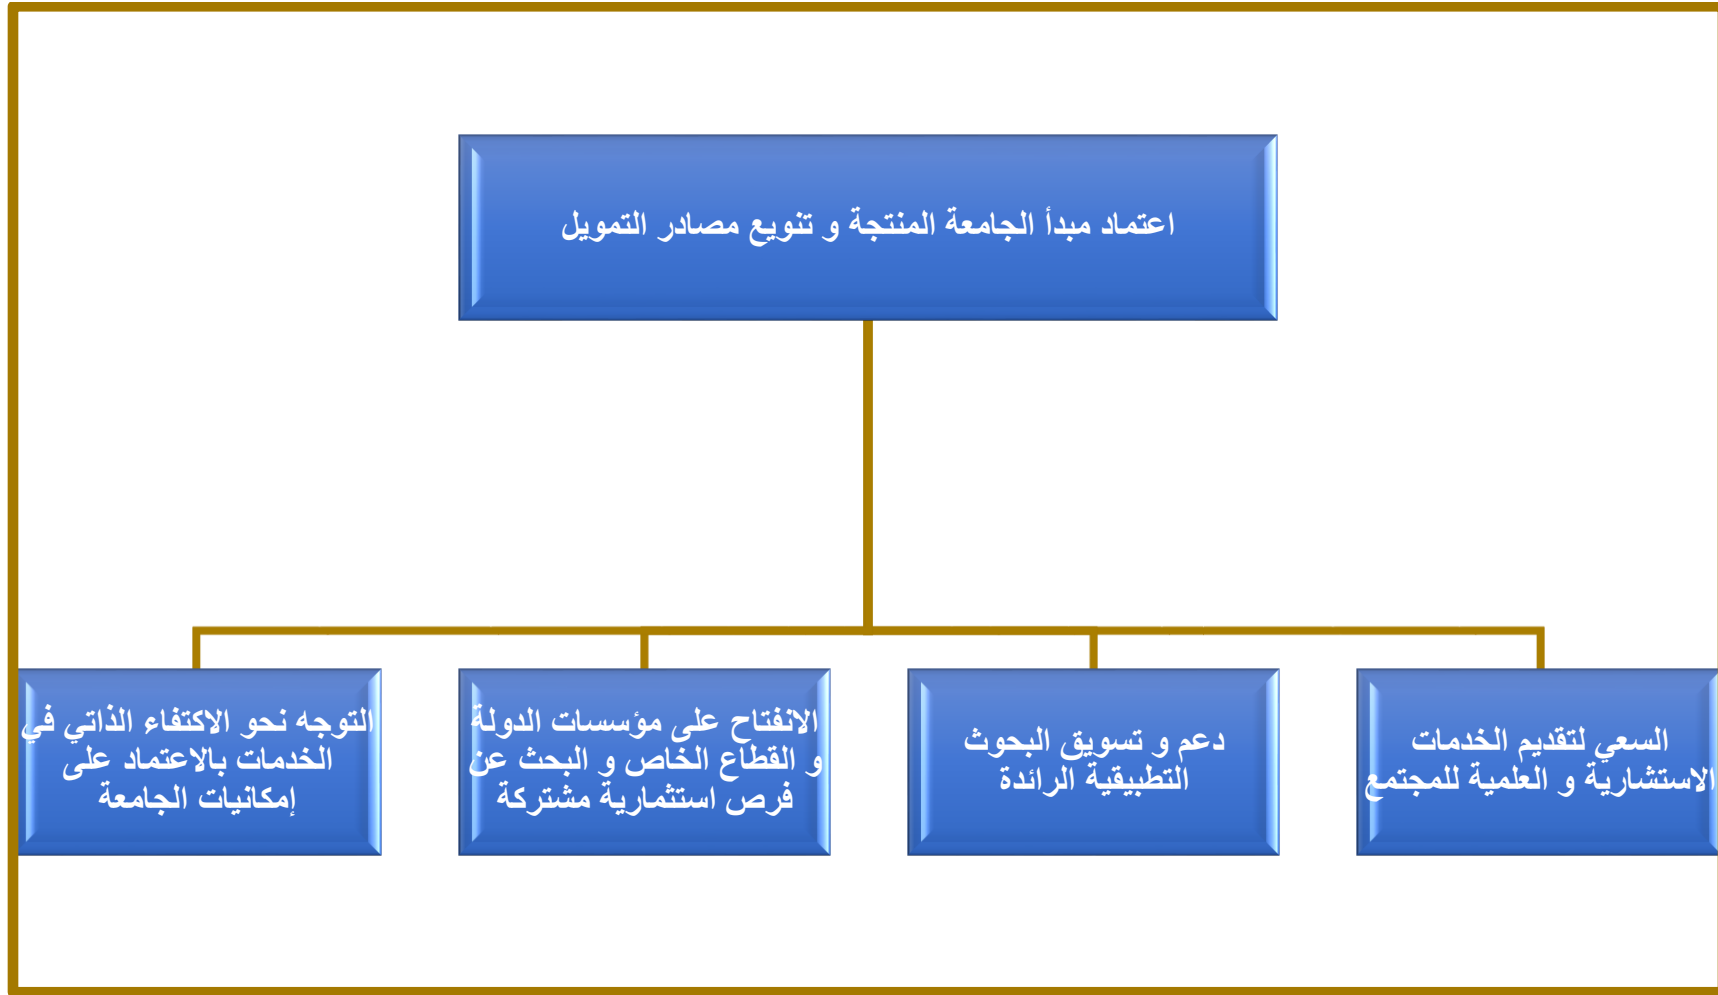 اعتماد مبدأ الجامعة المنتجة و تنويع مصادر التمويل
السعي لتقديم الخدمات
الاستشارية و العلمية للمجتمع
دعم و تسويق البحوث
التطبيقية الرائدة
الانفتاح على مؤسسات الدولة
و القطاع الخاص و البحث عن
فرص استثمارية مشتركة
التوجه نحو الاكتفاء الذاتي في
الخدمات بالاعتماد على
إمكانيات الجامعة